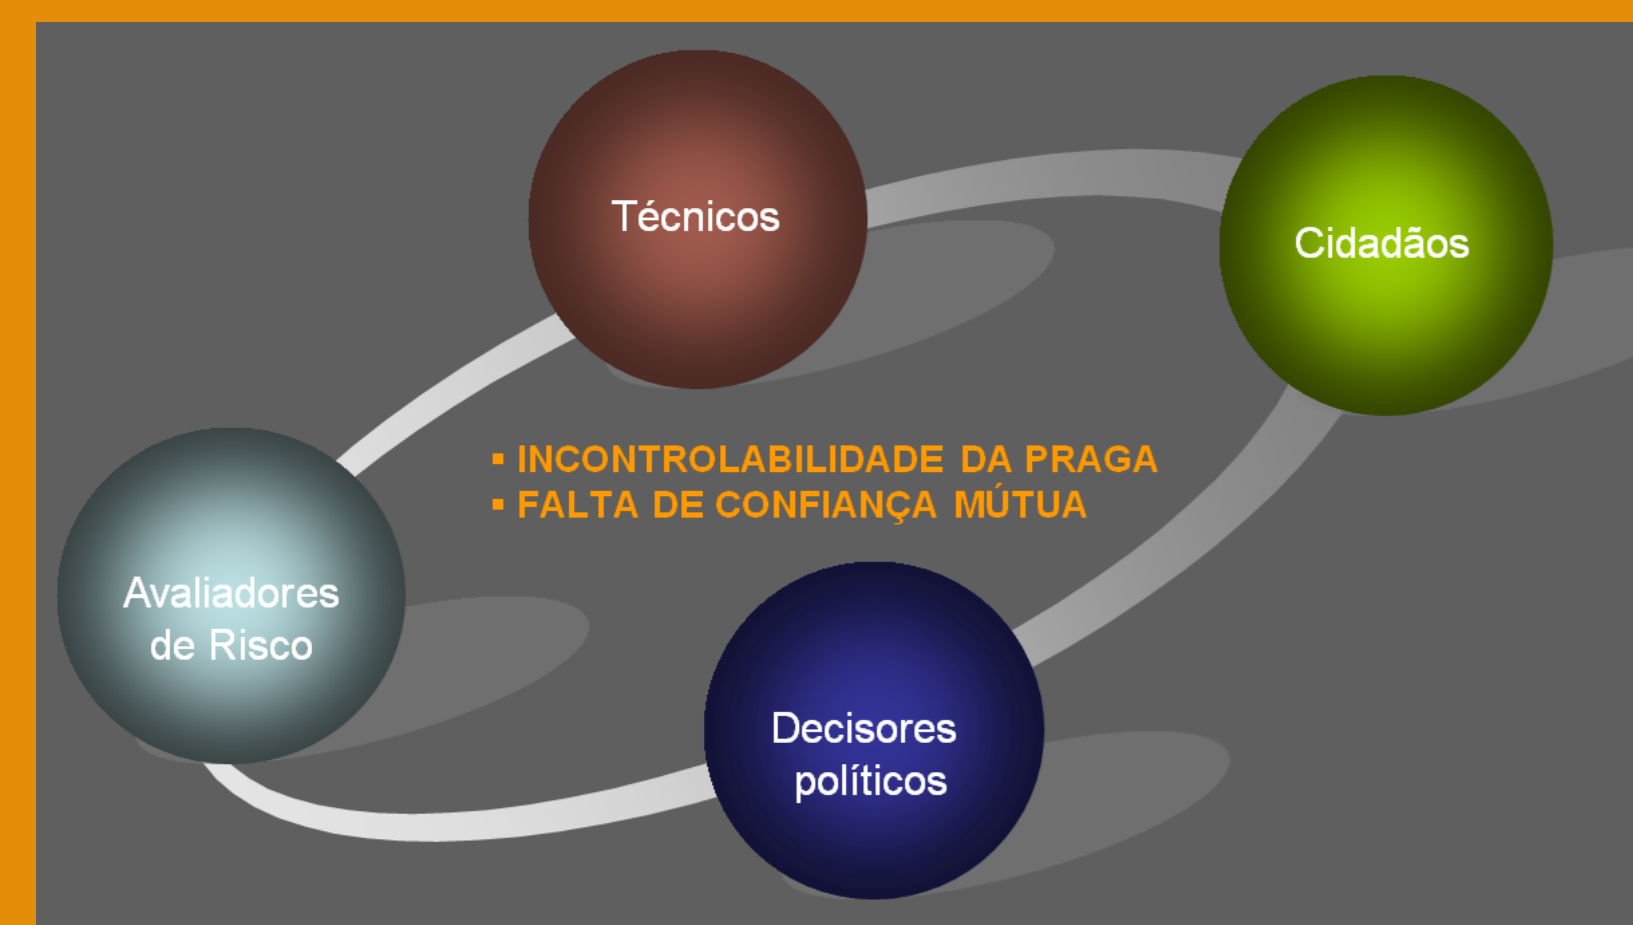 Técnicos
Cidadãos
▪ INCONTROLABILIDADE DA PRAGA
▪ FALTA DE CONFIANÇA MÚTUA
Avaliadores
de Risco
Decisores
políticos